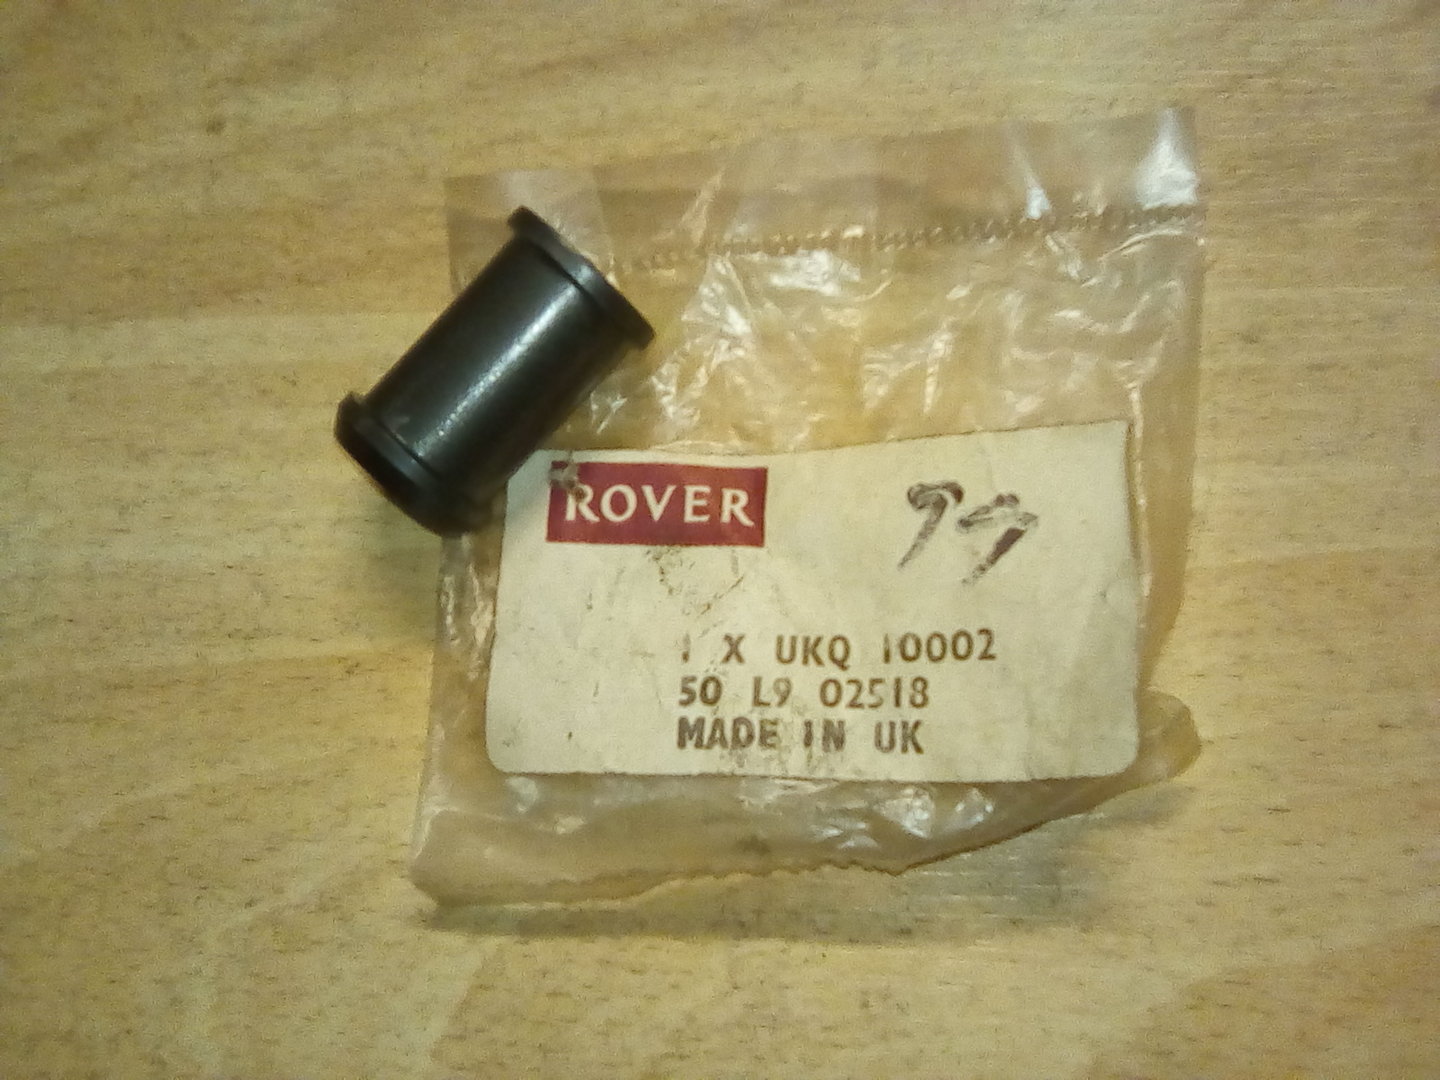 ROVER
1 X UKQ 10002
50 L9 02518
MADE IN UK